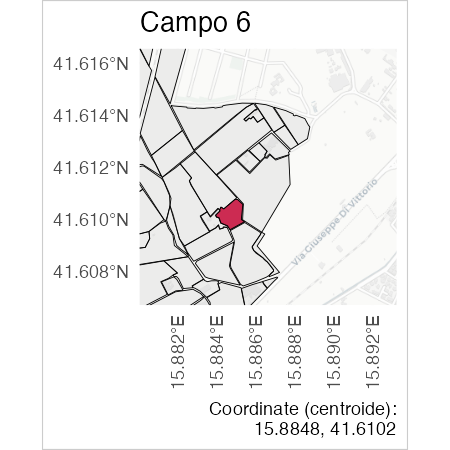 Campo 6
41.616°N
41.614°N
41.612°N
41.610°N
41.608°N
Via Giuseppe Di Vittorio
15.882°E
15.884°E
15.886°E
15.888°E
15.890°E
15.892°E
Coordinate (centroide):
15.8848, 41.6102